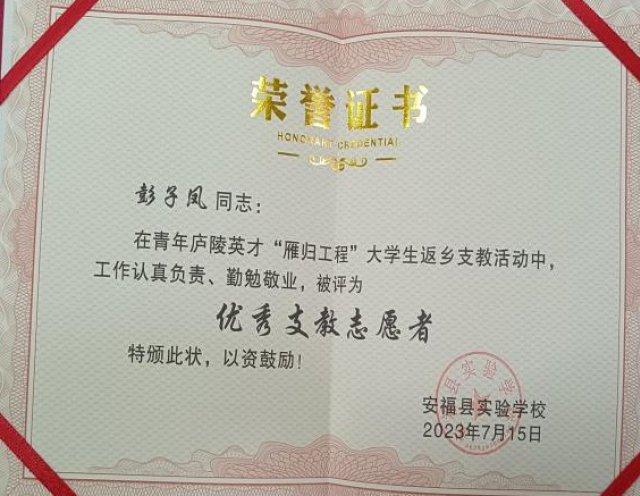 荣誉证书
HONORARY CREDENTIAL
彭子凤同志：
在青年庐陵英才“雁归工程”大学生返乡支教活动中，
工作认真负责、勤勉敬业，被评为
优秀支教志愿者
特颁此状，以资鼓励！
安福县实验学校
2023年7月15日